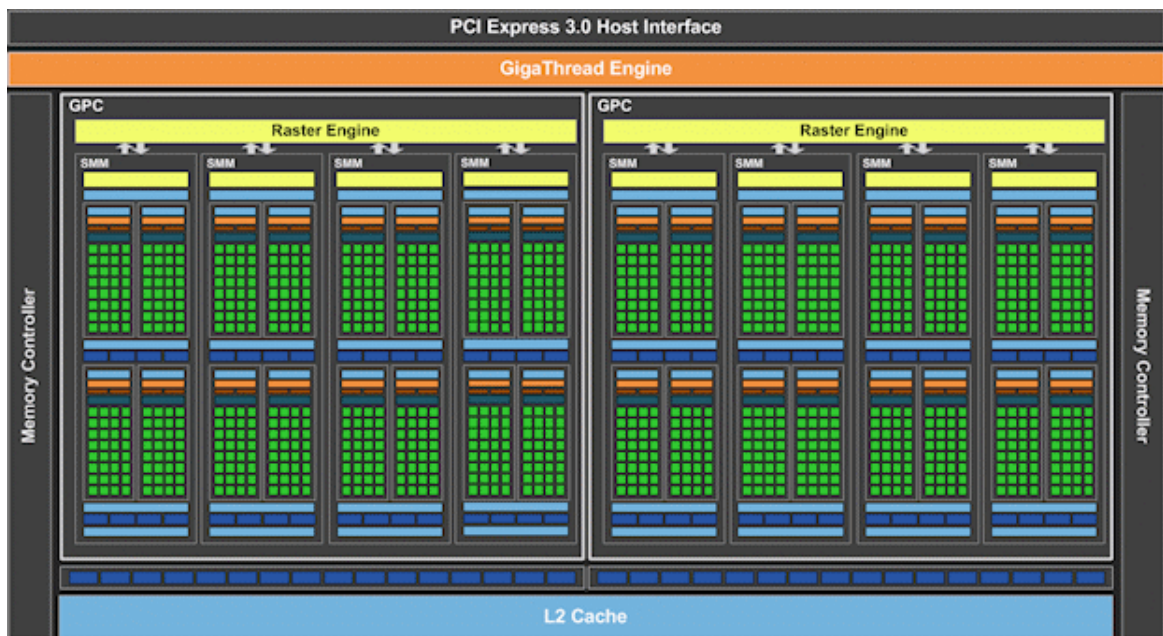 PCI Express 3.0 Host Interface
GigaThread Engine
Memory Controller
GPC
Raster Engine
SMM
SMM
SMM
SMM
GPC
Raster Engine
SMM
SMM
SMM
SMM
Memory Controller
L2 Cache